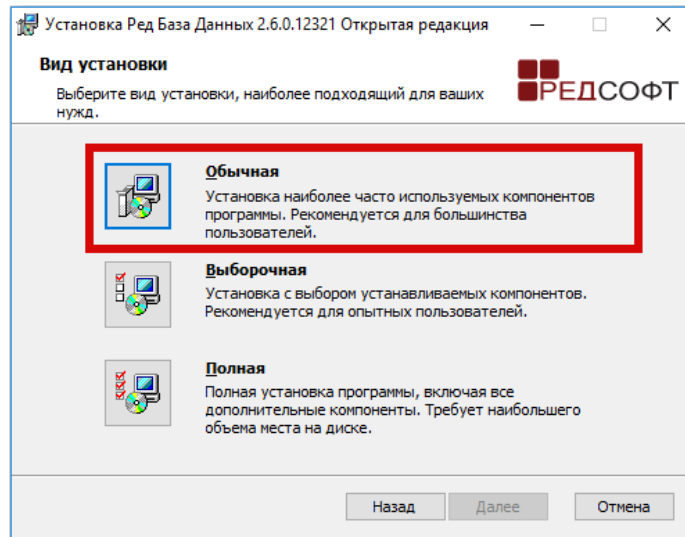 Установка Ред База Данных 2.6.0.12321 Открытая редакция
Вид установки
Выберите вид установки, наиболее подходящий для ваших
нужд.
РЕДСОФТ
Обычная
Установка наиболее часто используемых компонентов
программы. Рекомендуется для большинства
пользователей.
Выборочная
Установка с выбором устанавливаемых компонентов.
Рекомендуется для опытных пользователей.
Полная
Полная установка программы, включая все
дополнительные компоненты. Требует наибольшего
объема места на диске.
Назад Далее Отмена